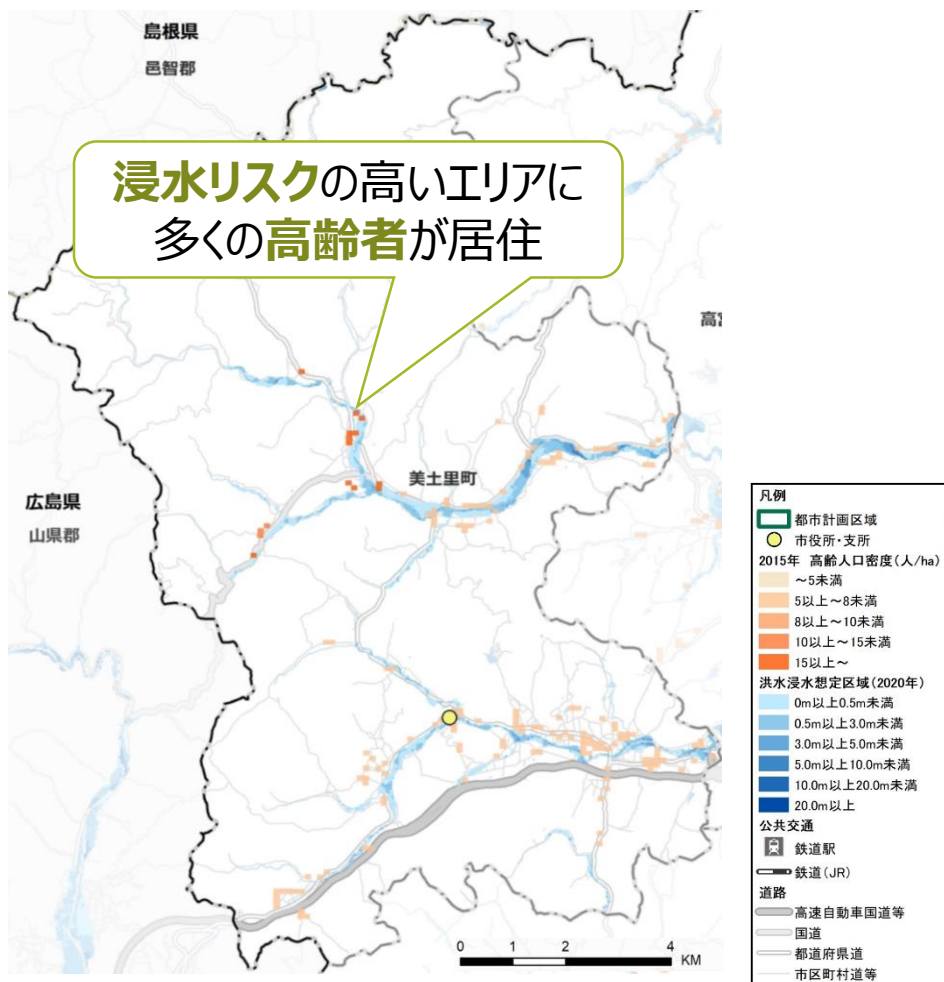 島根県
邑智郡
浸水リスクの高いエリアに
多くの高齢者が居住
美土里町
広島県
山県郡
0 1 2 4
KM
凡例
都市計画区域
市役所・支所
2015年 高齢人口密度(人/ha)
～5未満
5以上～8未満
8以上～10未満
10以上～15未満
15以上～
洪水浸水想定区域(2020年)
0m以上0.5m未満
0.5m以上3.0m未満
3.0m以上5.0m未満
5.0m以上10.0m未満
10.0m以上20.0m未満
20.0m以上
公共交通
鉄道駅
鉄道(JR)
道路
高速自動車国道等
国道
都道府県道
市区町村道等